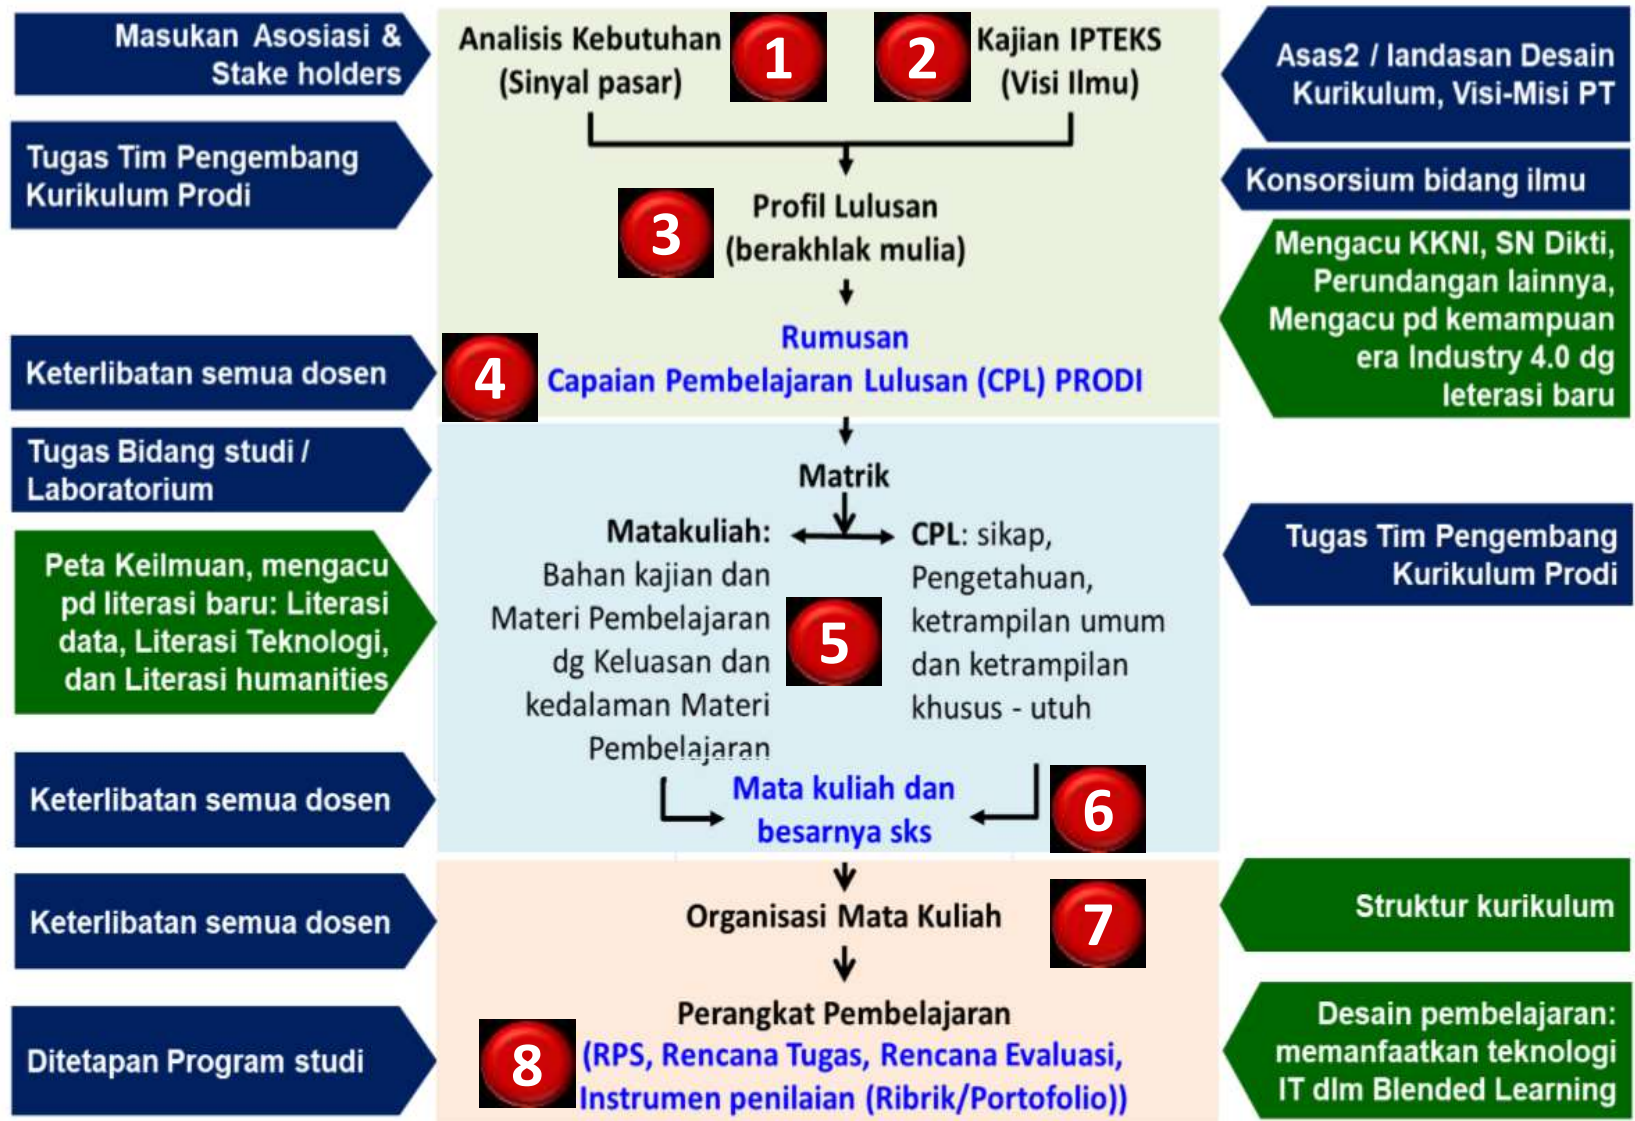 Masukan Asosiasi &
Stake holders
Analisis Kebutuhan
(Sinyal pasar)
1
2
Kajian IPTEKS
(Visi Ilmu)
Asas2 / landasan Desain
Kurikulum, Visi-Misi PT
Tugas Tim Pengembang
Kurikulum Prodi
Konsorsium bidang ilmu
3
Profil Lulusan
(berakhlak mulia)
Mengacu KKNI, SN Dikti,
Perundangan lainnya,
Mengacu pd kemampuan
era Industry 4.0 dg
leterasi baru
Keterlibatan semua dosen
4
Rumusan
Capaian Pembelajaran Lulusan (CPL) PRODI
Tugas Bidang studi /
Laboratorium
Matrik
Peta Keilmuan, mengacu
pd literasi baru: Literasi
data, Literasi Teknologi,
dan Literasi humanities
Matakuliah:
Bahan kajian dan
Materi Pembelajaran
dg Keluasan dan
kedalaman Materi
Pembelajaran
5
CPL: sikap,
Pengetahuan,
ketrampilan umum
dan ketrampilan
khusus - utuh
Tugas Tim Pengembang
Kurikulum Prodi
Keterlibatan semua dosen
Mata kuliah dan
besarnya sks
6
Keterlibatan semua dosen
Organisasi Mata Kuliah
7
Struktur kurikulum
Ditetapan Program studi
8
Perangkat Pembelajaran
(RPS, Rencana Tugas, Rencana Evaluasi,
Instrumen penilaian (Ribrik/Portofolio))
Desain pembelajaran:
memanfaatkan teknologi
IT dlm Blended Learning